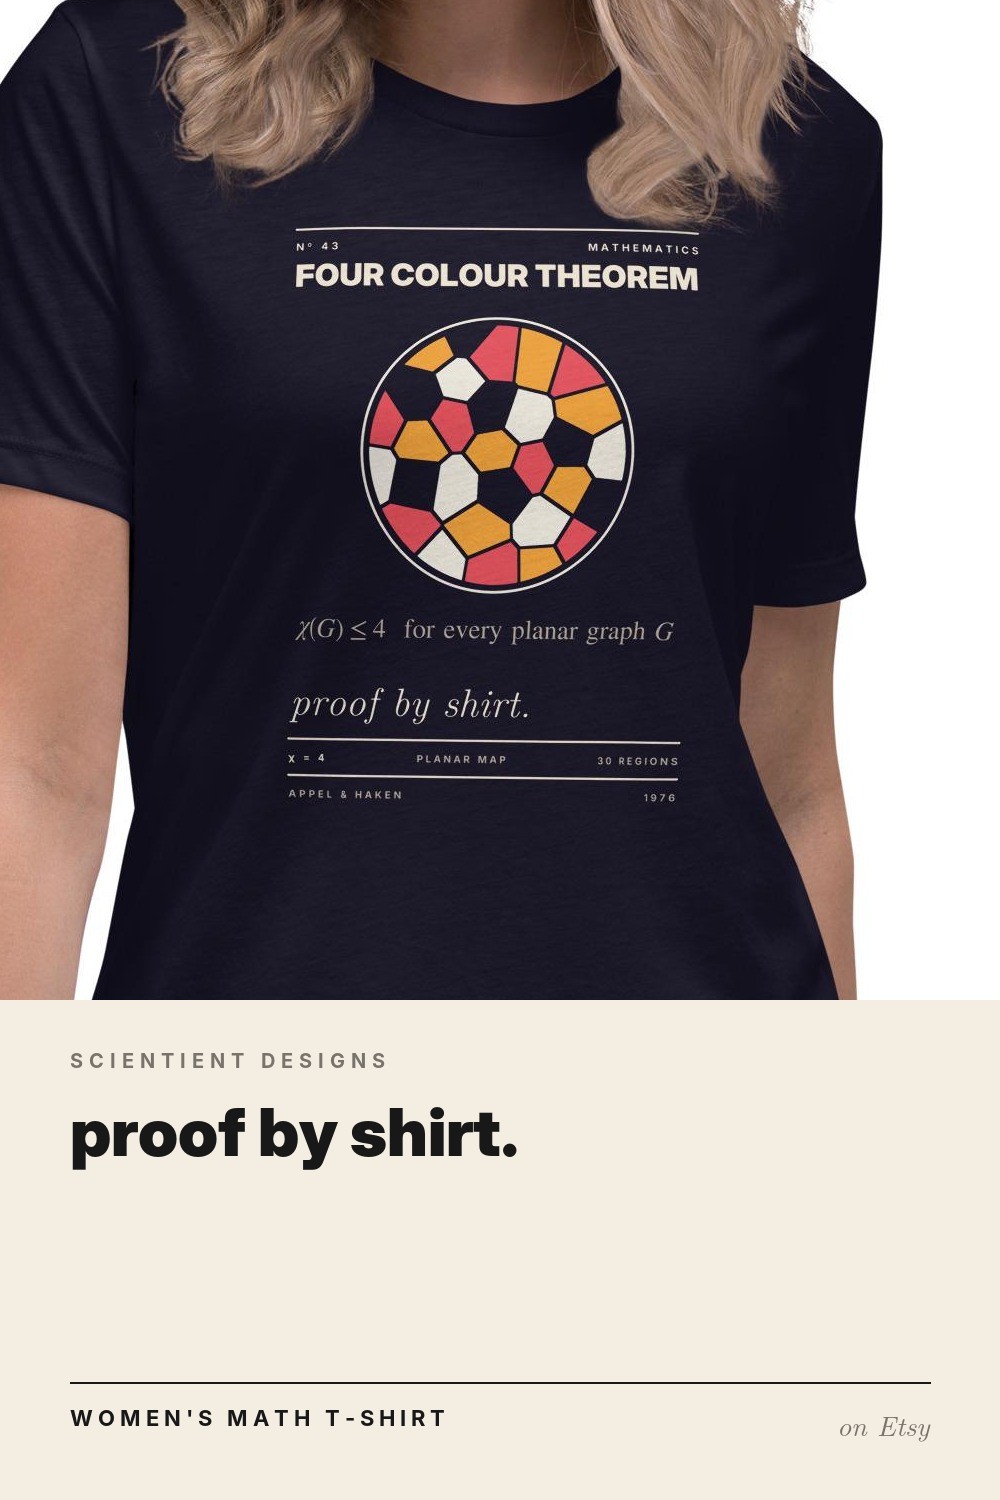 N° 43 MATHEMATICS
FOUR COLOUR THEOREM
χ(G) ≤ 4 for every planar graph G
proof by shirt.
χ = 4 PLANAR MAP 30 REGIONS
APPEL & HAKEN 1976
SCIENTIENT DESIGNS
proof by shirt.
WOMEN'S MATH T-SHIRT on Etsy